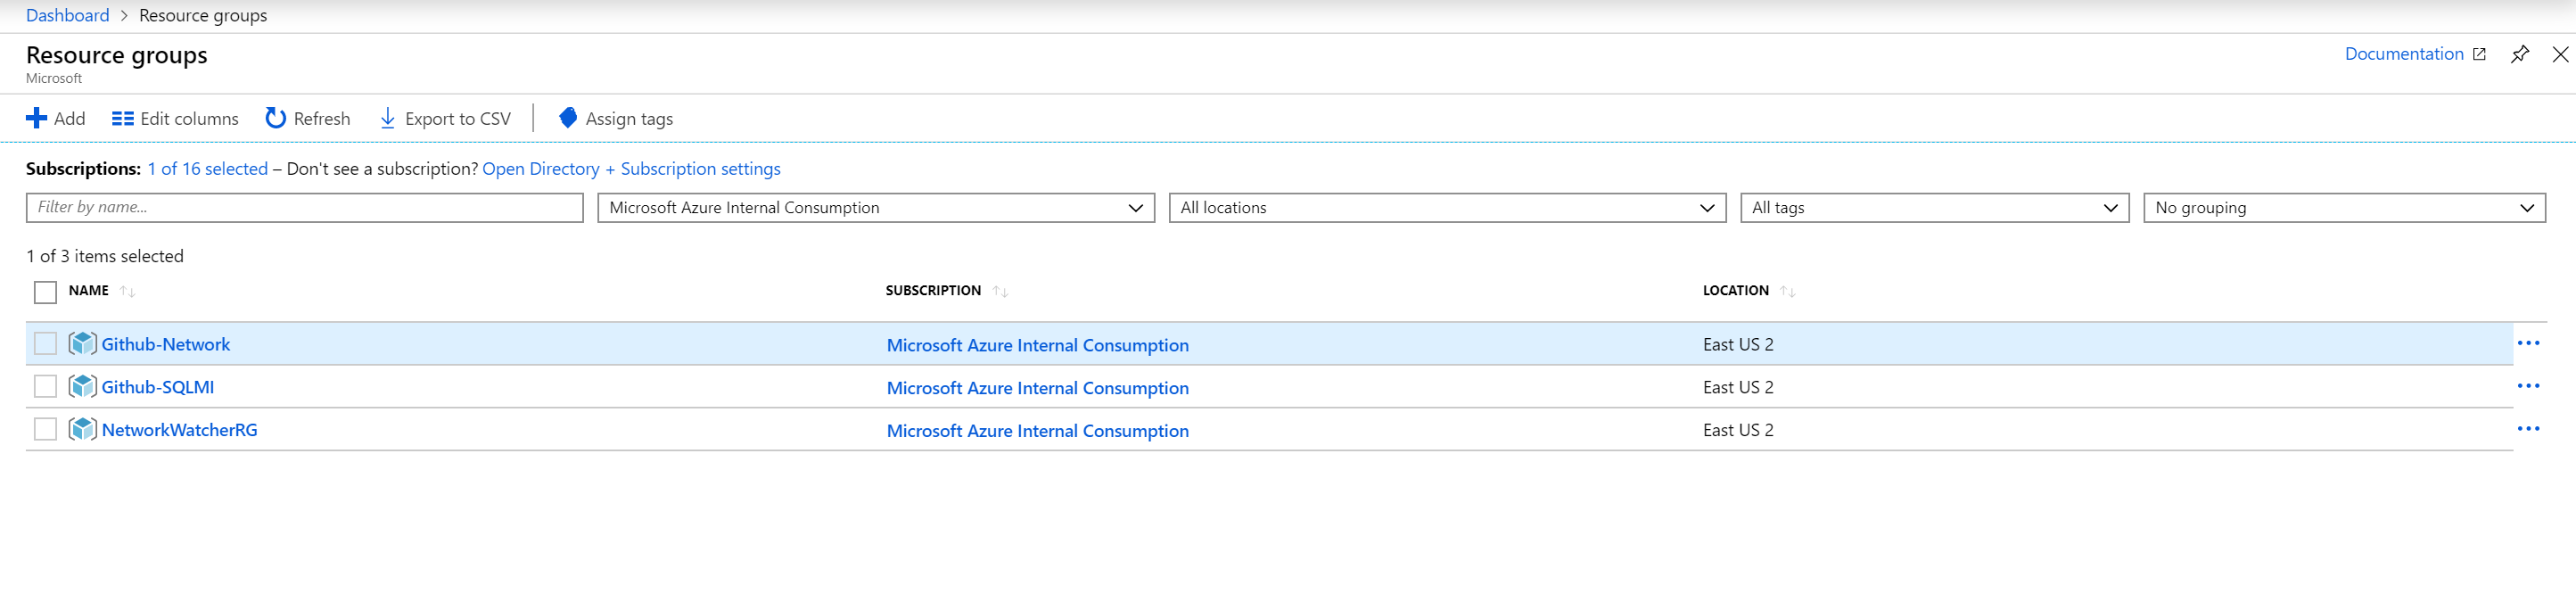 Dashboard > Resource groups
Resource groups
Documentation
Microsoft
Add Edit columns Refresh Export to CSV Assign tags
Subscriptions: 1 of 16 selected – Don't see a subscription? Open Directory + Subscription settings
Filter by name... Microsoft Azure Internal Consumption All locations All tags No grouping
1 of 3 items selected
NAME SUBSCRIPTION LOCATION
Github-Network Microsoft Azure Internal Consumption East US 2
Github-SQLMI Microsoft Azure Internal Consumption East US 2
NetworkWatcherRG Microsoft Azure Internal Consumption East US 2